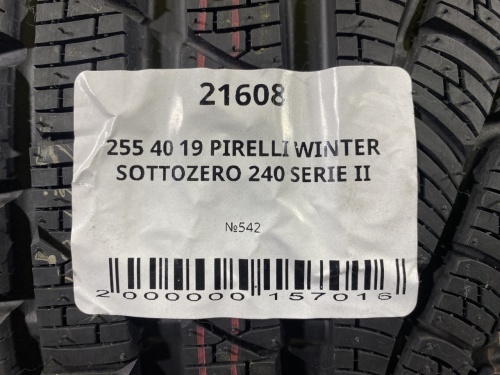 21608
255 40 19 PIRELLI WINTER
SOTTOZERO 240 SERIE II
№542
2 000000 157016